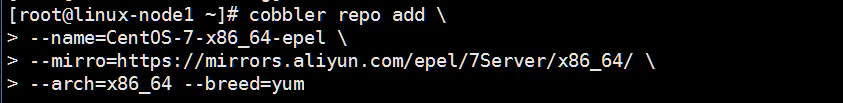 [root@linux-node1 ~]# cobbler repo add \
> --name=CentOS-7-x86_64-epel \
> --mirro=https://mirrors.aliyun.com/epel/7Server/x86_64/ \
> --arch=x86_64 --breed=yum